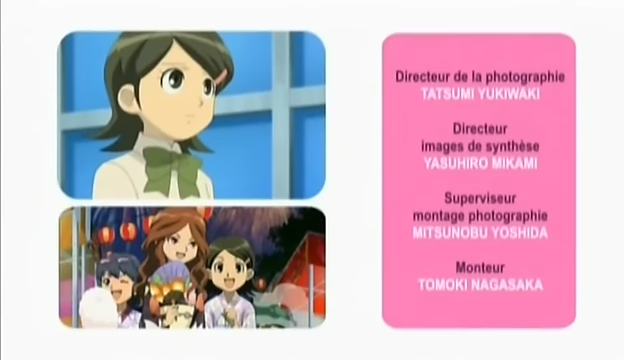 Directeur de la photographie
TATSUMI YUKIWAKI
Directeur
images de synthèse
YASUHIRO MIKAMI
Superviseur
montage photographie
MITSUNOBU YOSHIDA
Monteur
TOMOKI NAGASAKA